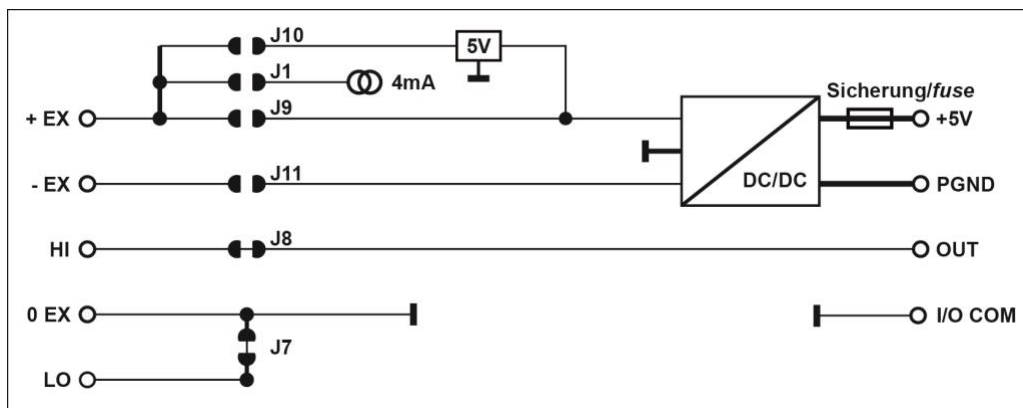 J10
5V
J1
4mA
Sicherung/fuse
+ EX
J9
+5V
- EX
J11
DC/DC
PGND
HI
J8
OUT
0 EX
I/O COM
J7
LO